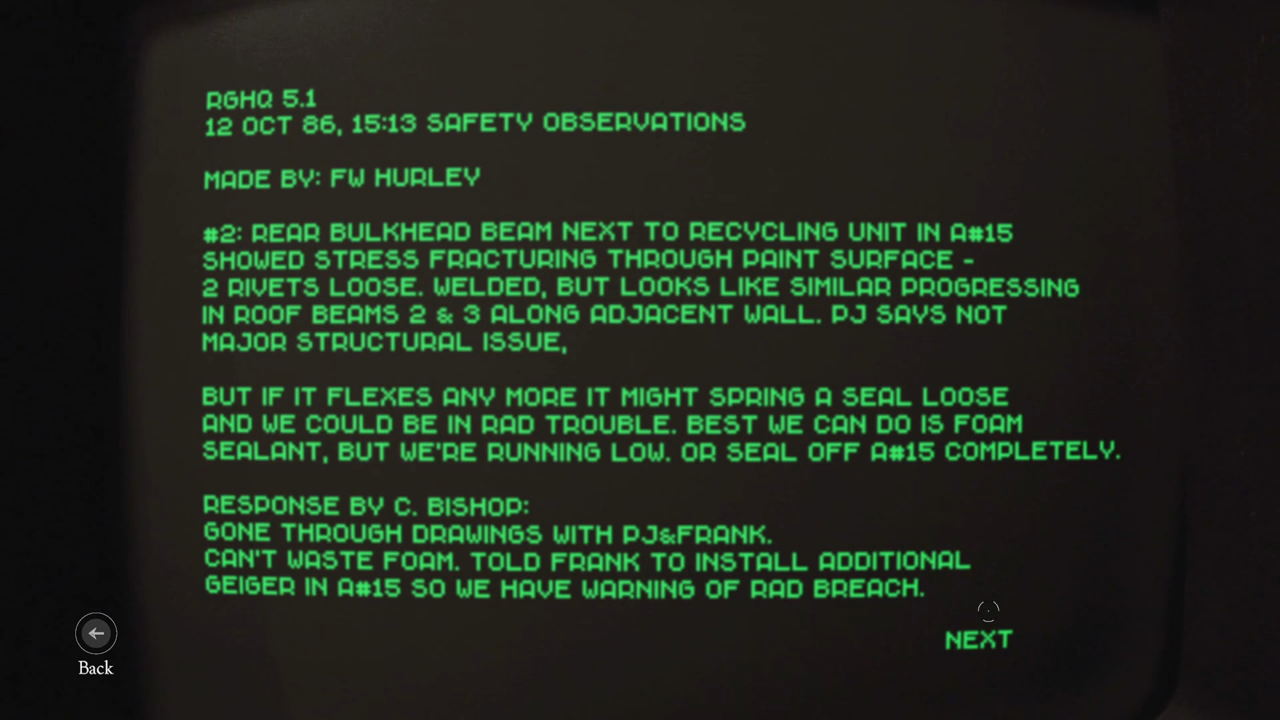 RGHQ 5.1
12 OCT 86, 15:13 SAFETY OBSERVATIONS
MADE BY: FW HURLEY
#2: REAR BULKHEAD BEAM NEXT TO RECYCLING UNIT IN A#15
SHOWED STRESS FRACTURING THROUGH PAINT SURFACE -
2 RIVETS LOOSE. WELDED, BUT LOOKS LIKE SIMILAR PROGRESSING
IN ROOF BEAMS 2 & 3 ALONG ADJACENT WALL. PJ SAYS NOT
MAJOR STRUCTURAL ISSUE,
BUT IF IT FLEXES ANY MORE IT MIGHT SPRING A SEAL LOOSE
AND WE COULD BE IN RAD TROUBLE. BEST WE CAN DO IS FOAM
SEALANT, BUT WE'RE RUNNING LOW. OR SEAL OFF A#15 COMPLETELY.
RESPONSE BY C. BISHOP:
GONE THROUGH DRAWINGS WITH PJ&FRANK.
CAN'T WASTE FOAM. TOLD FRANK TO INSTALL ADDITIONAL
GEIGER IN A#15 SO WE HAVE WARNING OF RAD BREACH.
NEXT
Back